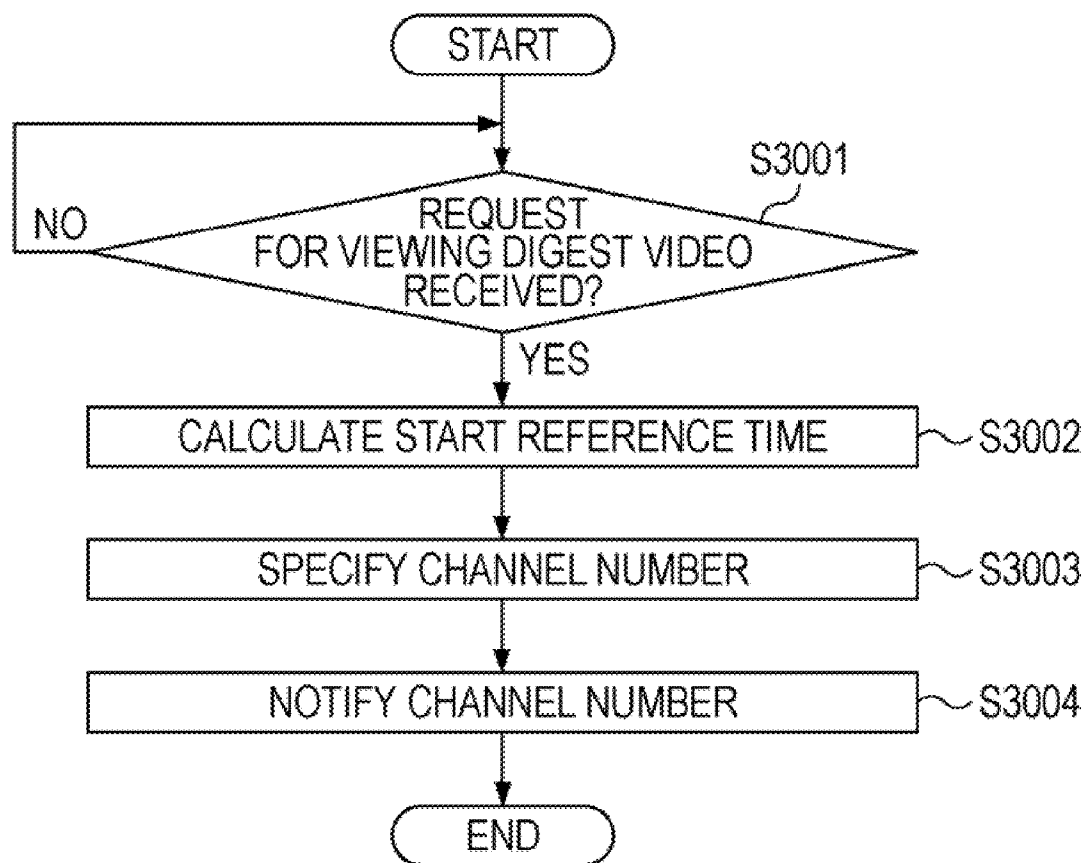 START
S3001
NO
REQUEST
FOR VIEWING DIGEST VIDEO
RECEIVED?
YES
CALCULATE START REFERENCE TIME
S3002
SPECIFY CHANNEL NUMBER
S3003
NOTIFY CHANNEL NUMBER
S3004
END